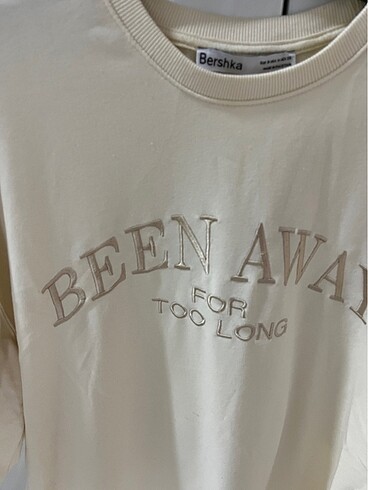 Bershka
BEEN AWAY
FOR
TOO LONG